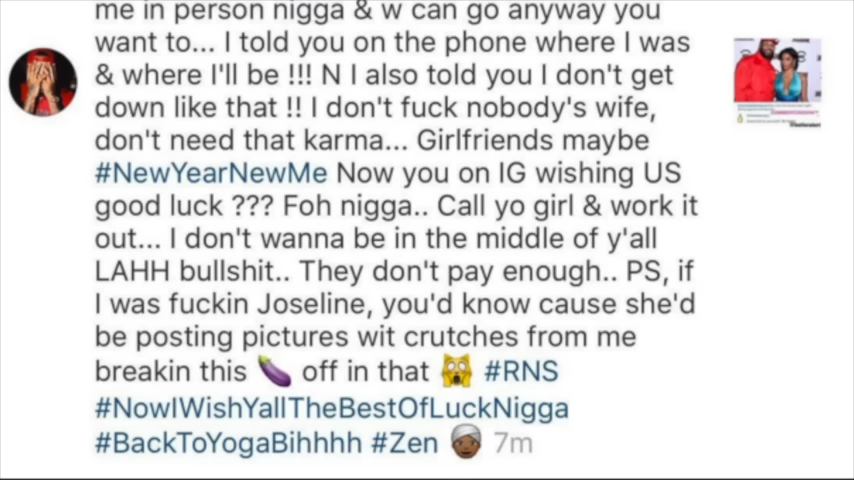 me in person nigga & w can go anyway you
want to... I told you on the phone where I was
& where I'll be !!! N I also told you I don't get
down like that !! I don't fuck nobody's wife,
don't need that karma... Girlfriends maybe
#NewYearNewMe Now you on IG wishing US
good luck ??? Foh nigga.. Call yo girl & work it
out... I don't wanna be in the middle of y'all
LAHH bullshit.. They don't pay enough.. PS, if
I was fuckin Joseline, you'd know cause she'd
be posting pictures wit crutches from me
breakin this 🍆 off in that 🙀 #RNS
#NowIWishYallTheBestOfLuckNigga
#BackToYogaBihhhh #Zen 👳🏾 7m